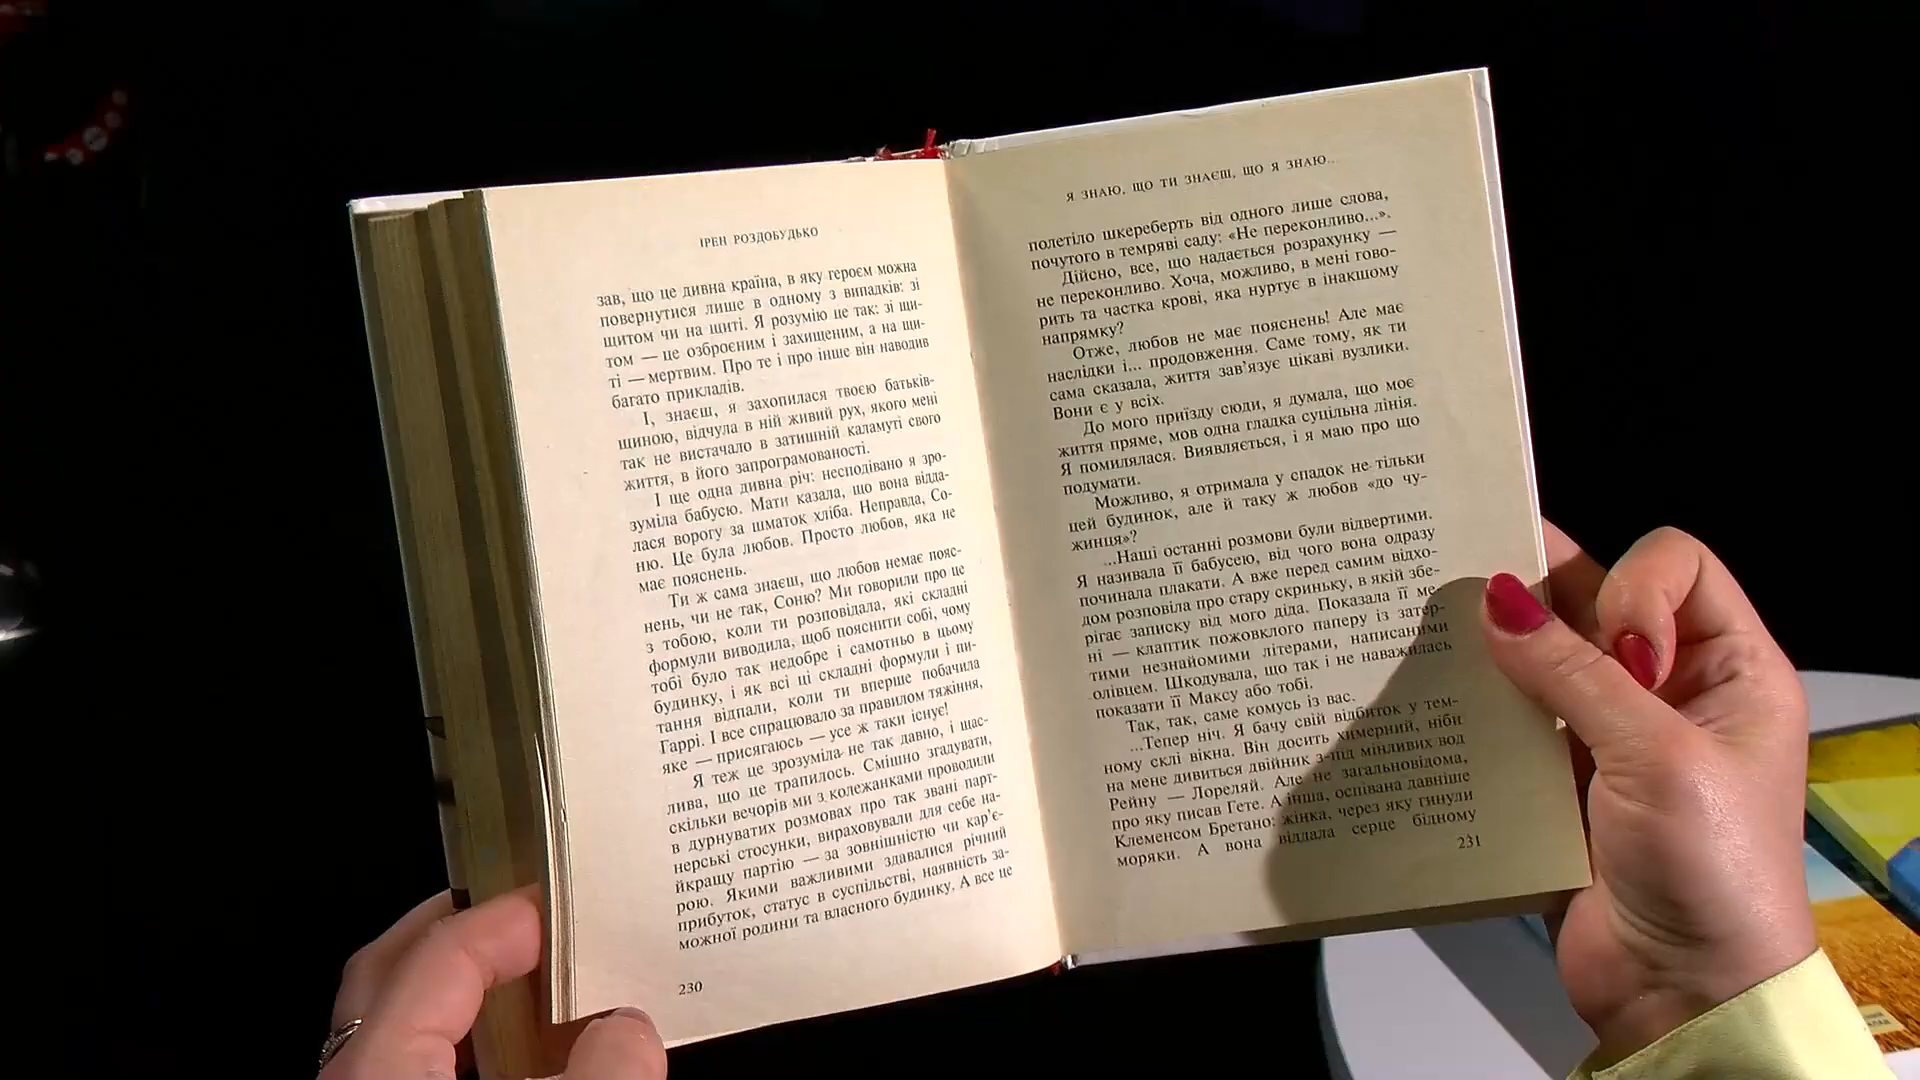 ІРЕН РОЗДОБУДЬКО
зав, що це дивна країна, в яку героєм можна
повернутися лише в одному з випадків: зі
щитом чи на щиті. Я розумію це так: зі щи-
том — це озброєним і захищеним, а на щи-
ті — мертвим. Про те і про інше він наводив
багато прикладів.
І, знаєш, я захопилася твоєю батьків-
щиною, відчула в ній живий рух, якого мені
так не вистачало в затишній каламуті свого
життя, в його запрограмованості.
І ще одна дивна річ: несподівано я зро-
зуміла бабусю. Мати казала, що вона відда-
лася ворогу за шматок хліба. Неправда, Со-
ню. Це була любов. Просто любов, яка не
має пояснень.
Ти ж сама знаєш, що любов немає пояс-
нень, чи не так, Соню? Ми говорили про це
з тобою, коли ти розповідала, які складні
формули виводила, щоб пояснити собі, чому
тобі було так недобре і самотньо в цьому
будинку, і як всі ці складні формули і пи-
тання відпали, коли ти вперше побачила
Гаррі. І все спрацювало за правилом тяжіння,
яке — присягаюсь — усе ж таки існує!
Я теж це зрозуміла не так давно, і щас-
лива, що це трапилось. Смішно згадувати,
скільки вечорів ми з колежанками проводили
в дурнуватих розмовах про так звані парт-
нерські стосунки, вираховували для себе на-
йкращу партію — за зовнішністю чи кар’є-
рою. Якими важливими здавалися річний
прибуток, статус в суспільстві, наявність за-
можної родини та власного будинку. А все це
230
Я ЗНАЮ, ЩО ТИ ЗНАЄШ, ЩО Я ЗНАЮ...
полетіло шкереберть від одного лише слова,
почутого в темряві саду: «Не переконливо...».
Дійсно, все, що надається розрахунку —
не переконливо. Хоча, можливо, в мені гово-
рить та частка крові, яка нуртує в інакшому
напрямку?
Отже, любов не має пояснень! Але має
наслідки і... продовження. Саме тому, як ти
сама сказала, життя зав’язує цікаві вузлики.
Вони є у всіх.
До мого приїзду сюди, я думала, що моє
життя пряме, мов одна гладка суцільна лінія.
Я помилялася. Виявляється, і я маю про що
подумати.
Можливо, я отримала у спадок не тільки
цей будинок, але й таку ж любов «до чу-
жинця»?
...Наші останні розмови були відвертими.
Я називала її бабусею, від чого вона одразу
починала плакати. А вже перед самим відхо-
дом розповіла про стару скриньку, в якій збе-
рігає записку від мого діда. Показала її ме-
ні — клаптик пожовклого паперу із затер-
тими незнайомими літерами, написаними
олівцем. Шкодувала, що так і не наважилась
показати її Максу або тобі.
Так, так, саме комусь із вас.
...Тепер ніч. Я бачу свій відбиток у тем-
ному склі вікна. Він досить химерний, ніби
на мене дивиться двійник з-під мінливих вод
Рейну — Лореляй. Але не загальновідома,
про яку писав Гете. А інша, оспівана давніше
Клеменсом Бретано: жінка, через яку гинули
моряки. А вона віддала серце бідному
231